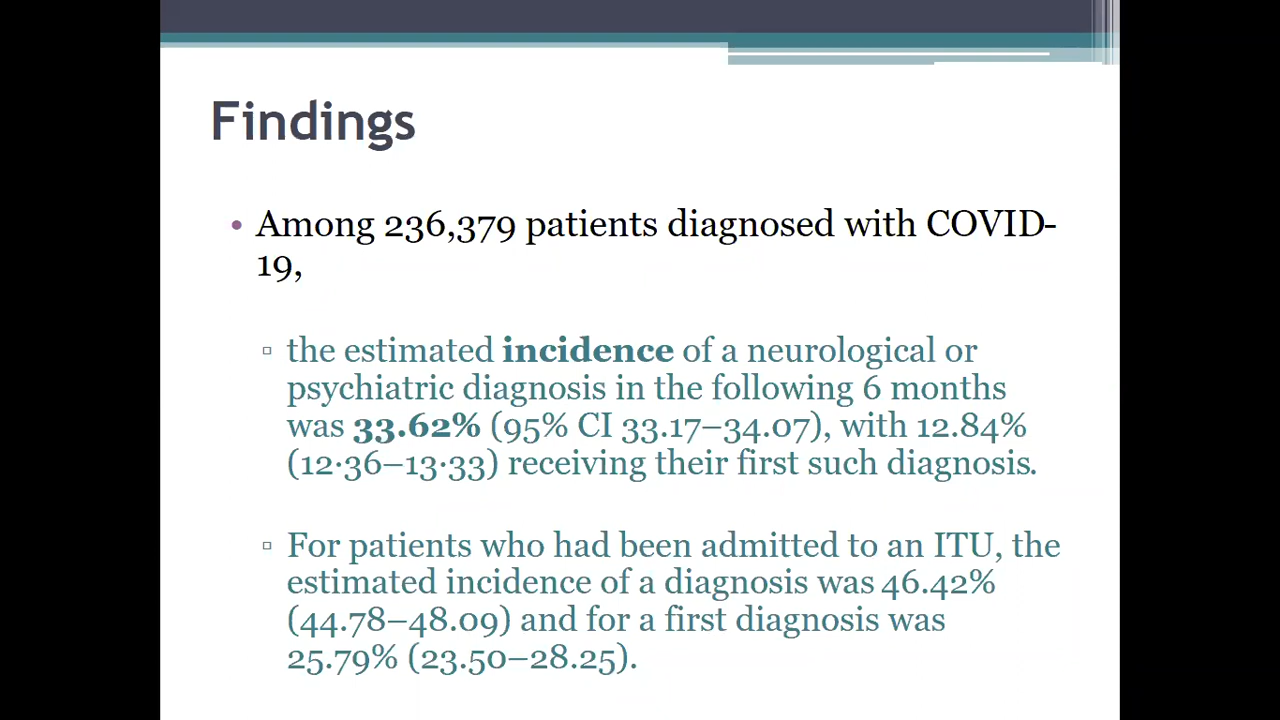 Findings
• Among 236,379 patients diagnosed with COVID-
19,
▫ the estimated incidence of a neurological or
psychiatric diagnosis in the following 6 months
was 33.62% (95% CI 33.17–34.07), with 12.84%
(12·36–13·33) receiving their first such diagnosis.
▫ For patients who had been admitted to an ITU, the
estimated incidence of a diagnosis was 46.42%
(44.78–48.09) and for a first diagnosis was
25.79% (23.50–28.25).